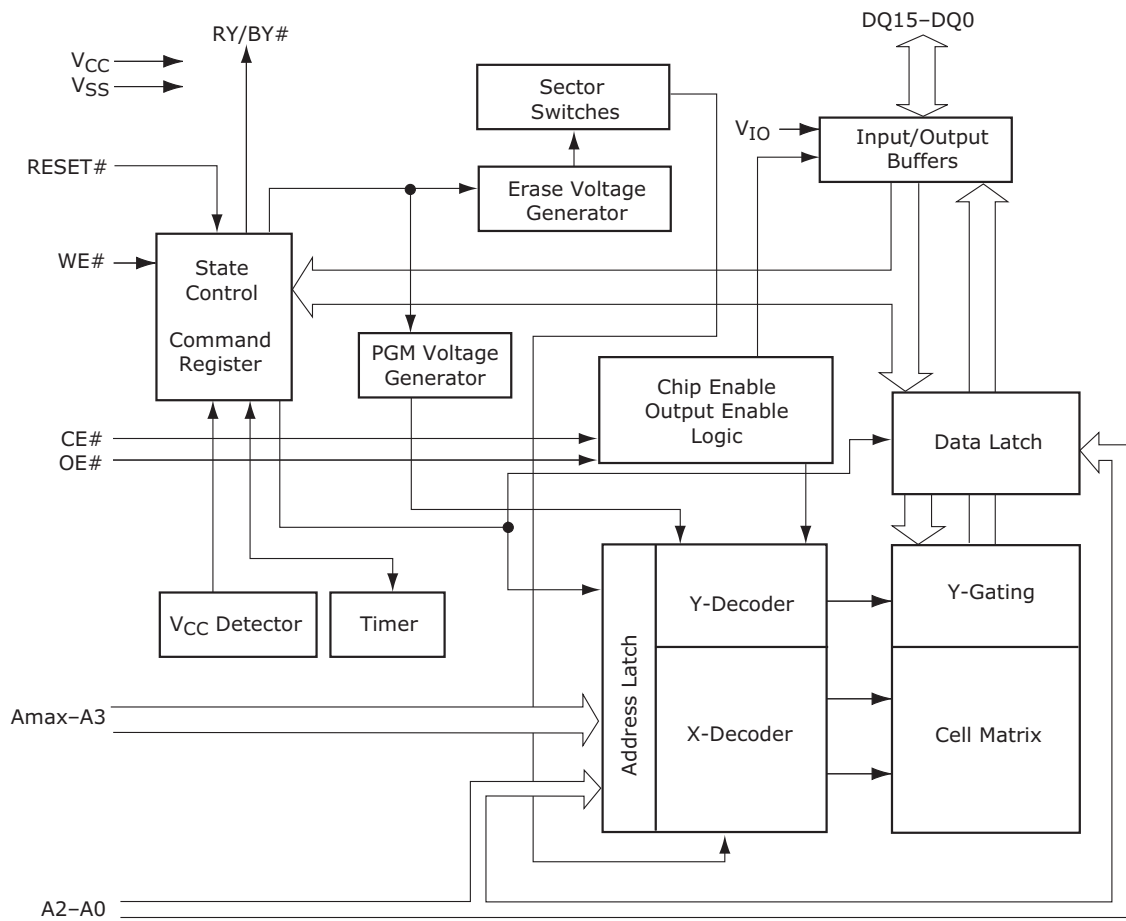 RY/BY#
DQ15–DQ0
VCC
VSS
Sector
Switches
VIO
Input/Output
Buffers
RESET#
Erase Voltage
Generator
WE#
State
Control
Command
Register
PGM Voltage
Generator
Chip Enable
Output Enable
Logic
CE#
OE#
Data Latch
VCC Detector
Timer
Address Latch
Y-Decoder
Y-Gating
Amax–A3
X-Decoder
Cell Matrix
A2–A0